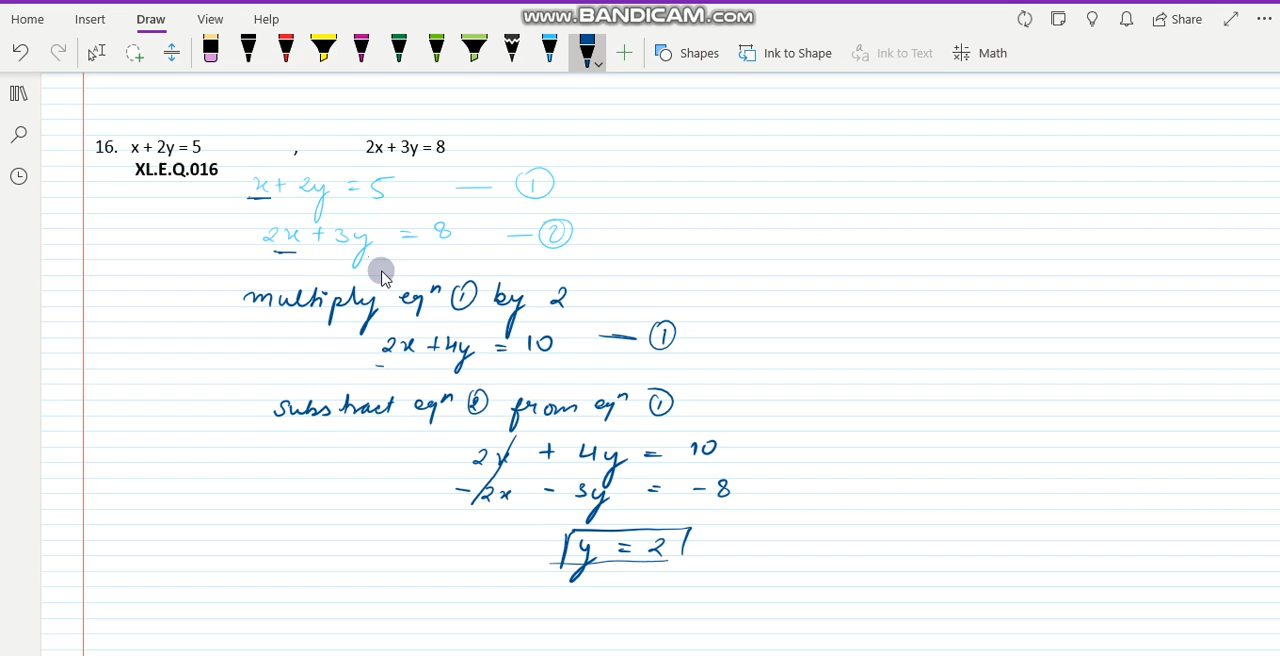 www.BANDICAM.com
Home Insert Draw View Help Share
Shapes Ink to Shape Ink to Text Math
16. x + 2y = 5 , 2x + 3y = 8
XL.E.Q.016
x + 2y = 5 — ①
2x + 3y = 8 — ②
multiply eqⁿ ① by 2
2x + 4y = 10 — ①
substract eqⁿ ② from eqⁿ ①
2x + 4y = 10
-2x - 3y = -8
y = 2